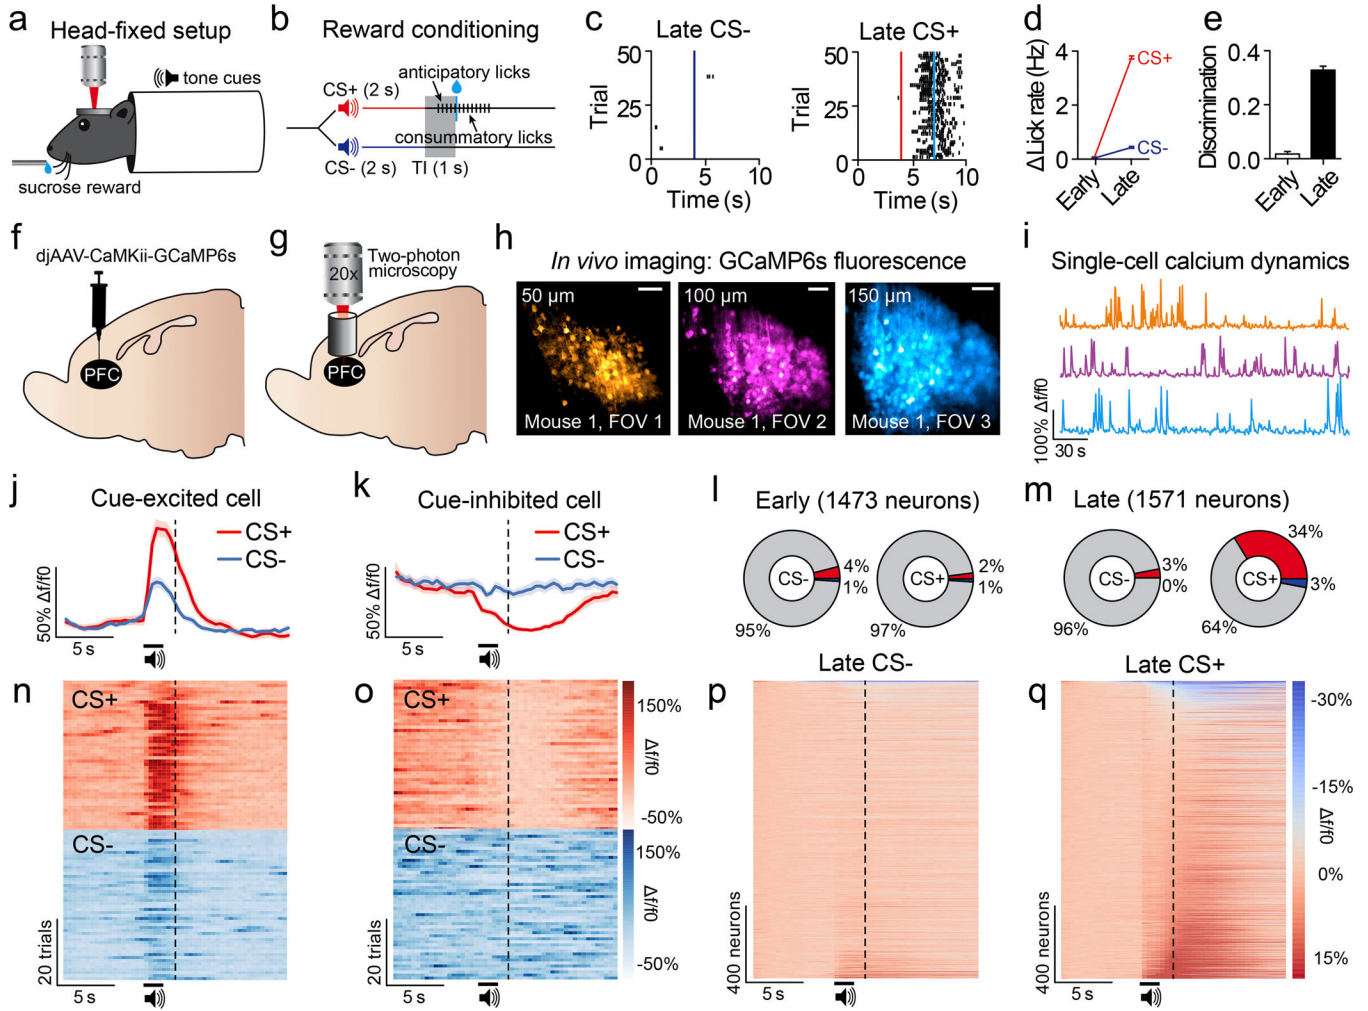 a
Head-fixed setup
tone cues
sucrose reward
b
Reward conditioning
anticipatory licks
CS+ (2 s)
consummatory licks
CS- (2 s)
TI (1 s)
c
Late CS-
50
25
0
Trial
0
5
10
Time (s)
Late CS+
50
25
0
Trial
0
5
10
Time (s)
d
4
2
0
ΔLick rate (Hz)
CS+
CS-
Early
Late
e
0.4
0.2
0.0
Discrimination
Early
Late
f
djAAV-CaMKii-GCaMP6s
PFC
g
Two-photon
microscopy
20x
PFC
h
In vivo imaging: GCaMP6s fluorescence
50 μm
Mouse 1, FOV 1
100 μm
Mouse 1, FOV 2
150 μm
Mouse 1, FOV 3
i
Single-cell calcium dynamics
100% Δf/f0
30 s
j
Cue-excited cell
CS+
CS-
50% Δf/f0
5 s
k
Cue-inhibited cell
CS+
CS-
50% Δf/f0
5 s
l
Early (1473 neurons)
CS-
4%
1%
95%
CS+
2%
1%
97%
m
Late (1571 neurons)
CS-
3%
0%
96%
CS+
34%
3%
64%
n
CS+
CS-
20 trials
5 s
o
CS+
CS-
20 trials
5 s
150%
Δf/f0
-50%
150%
Δf/f0
-50%
p
Late CS-
400 neurons
5 s
q
Late CS+
400 neurons
5 s
-30%
-15%
Δf/f0
0%
15%